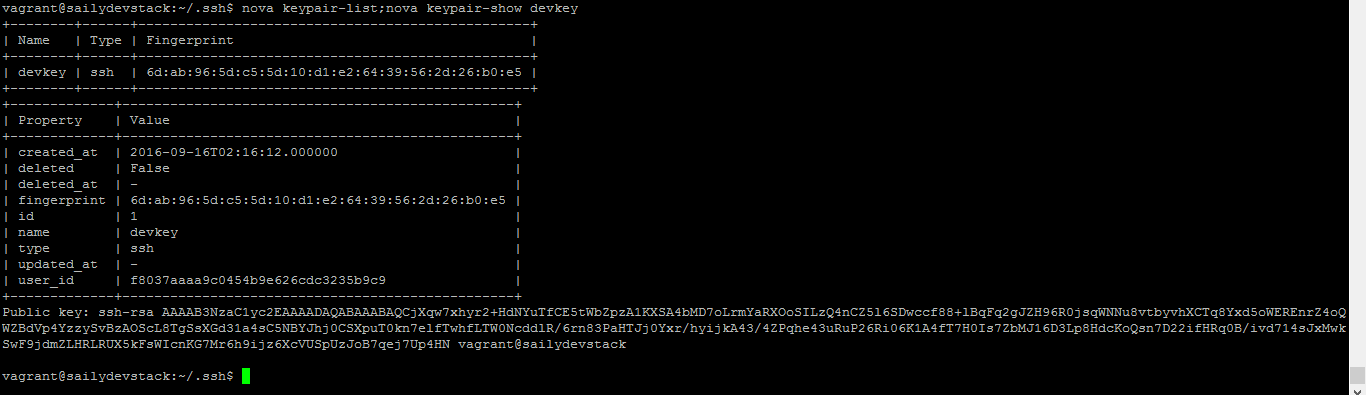 vagrant@sailydevstack:~/.ssh$ nova keypair-list;nova keypair-show devkey
+--------+------+-------------------------------------------------+
| Name   | Type | Fingerprint                                     |
+--------+------+-------------------------------------------------+
| devkey | ssh  | 6d:ab:96:5d:c5:5d:10:d1:e2:64:39:56:2d:26:b0:e5 |
+--------+------+-------------------------------------------------+
+-------------+-------------------------------------------------+
| Property    | Value                                           |
+-------------+-------------------------------------------------+
| created_at  | 2016-09-16T02:16:12.000000                      |
| deleted     | False                                           |
| deleted_at  | -                                               |
| fingerprint | 6d:ab:96:5d:c5:5d:10:d1:e2:64:39:56:2d:26:b0:e5 |
| id          | 1                                               |
| name        | devkey                                          |
| type        | ssh                                             |
| updated_at  | -                                               |
| user_id     | f8037aaaa9c0454b9e626cdc3235b9c9                |
+-------------+-------------------------------------------------+
Public key: ssh-rsa AAAAB3NzaC1yc2EAAAADAQABAAABAQCjXqw7xhyr2+HdNYuTfCE5tWbZpzA1KXSA4bMD7oLrmYaRXOoSILzQ4nCZ5l6SDwccf88+lBqFq2gJZH96R0jsqWNNu8vtbyvhXCTq8Yxd5oWEREnrZ4oQ
WZBdVp4YzzySvBzAOScL8TgSsXGd31a4sC5NBYJhj0CSXpuT0kn7elfTwhfLTW0NcddlR/6rn83PaHTJj0Yxr/hyijkA43/4ZPqhe43uRuP26Ri06K1A4fT7H0Is7ZbMJ16D3Lp8HdcKoQsn7D22ifHRq0B/ivd714sJxMwk
SwF9jdmZLHRLRUX5kFsWIcnKG7Mr6h9ijz6XcVUSpUzJoB7qej7Up4HN vagrant@sailydevstack
vagrant@sailydevstack:~/.ssh$